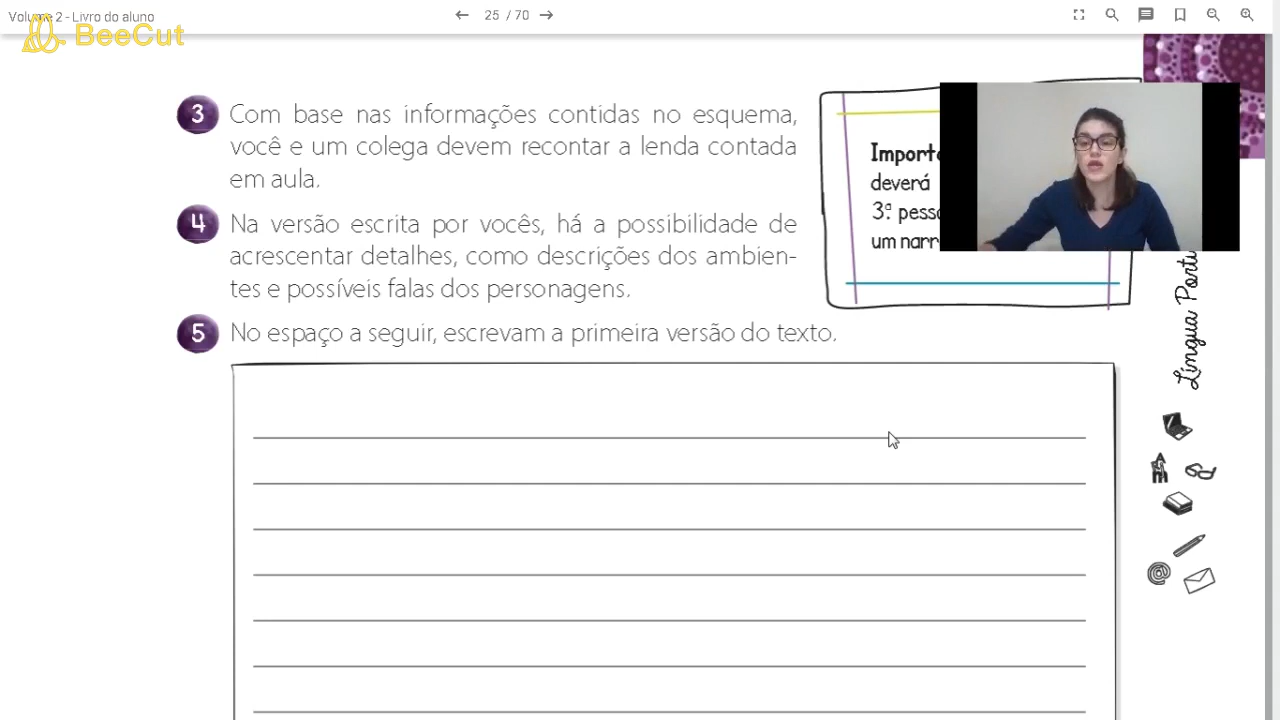 Volume 2 - Livro do aluno
25 / 70
BeeCut
3 Com base nas informações contidas no esquema,
você e um colega devem recontar a lenda contada
em aula.
4 Na versão escrita por vocês, há a possibilidade de
acrescentar detalhes, como descrições dos ambien-
tes e possíveis falas dos personagens.
5 No espaço a seguir, escrevam a primeira versão do texto.
deverá
3ª
um
Língua
@